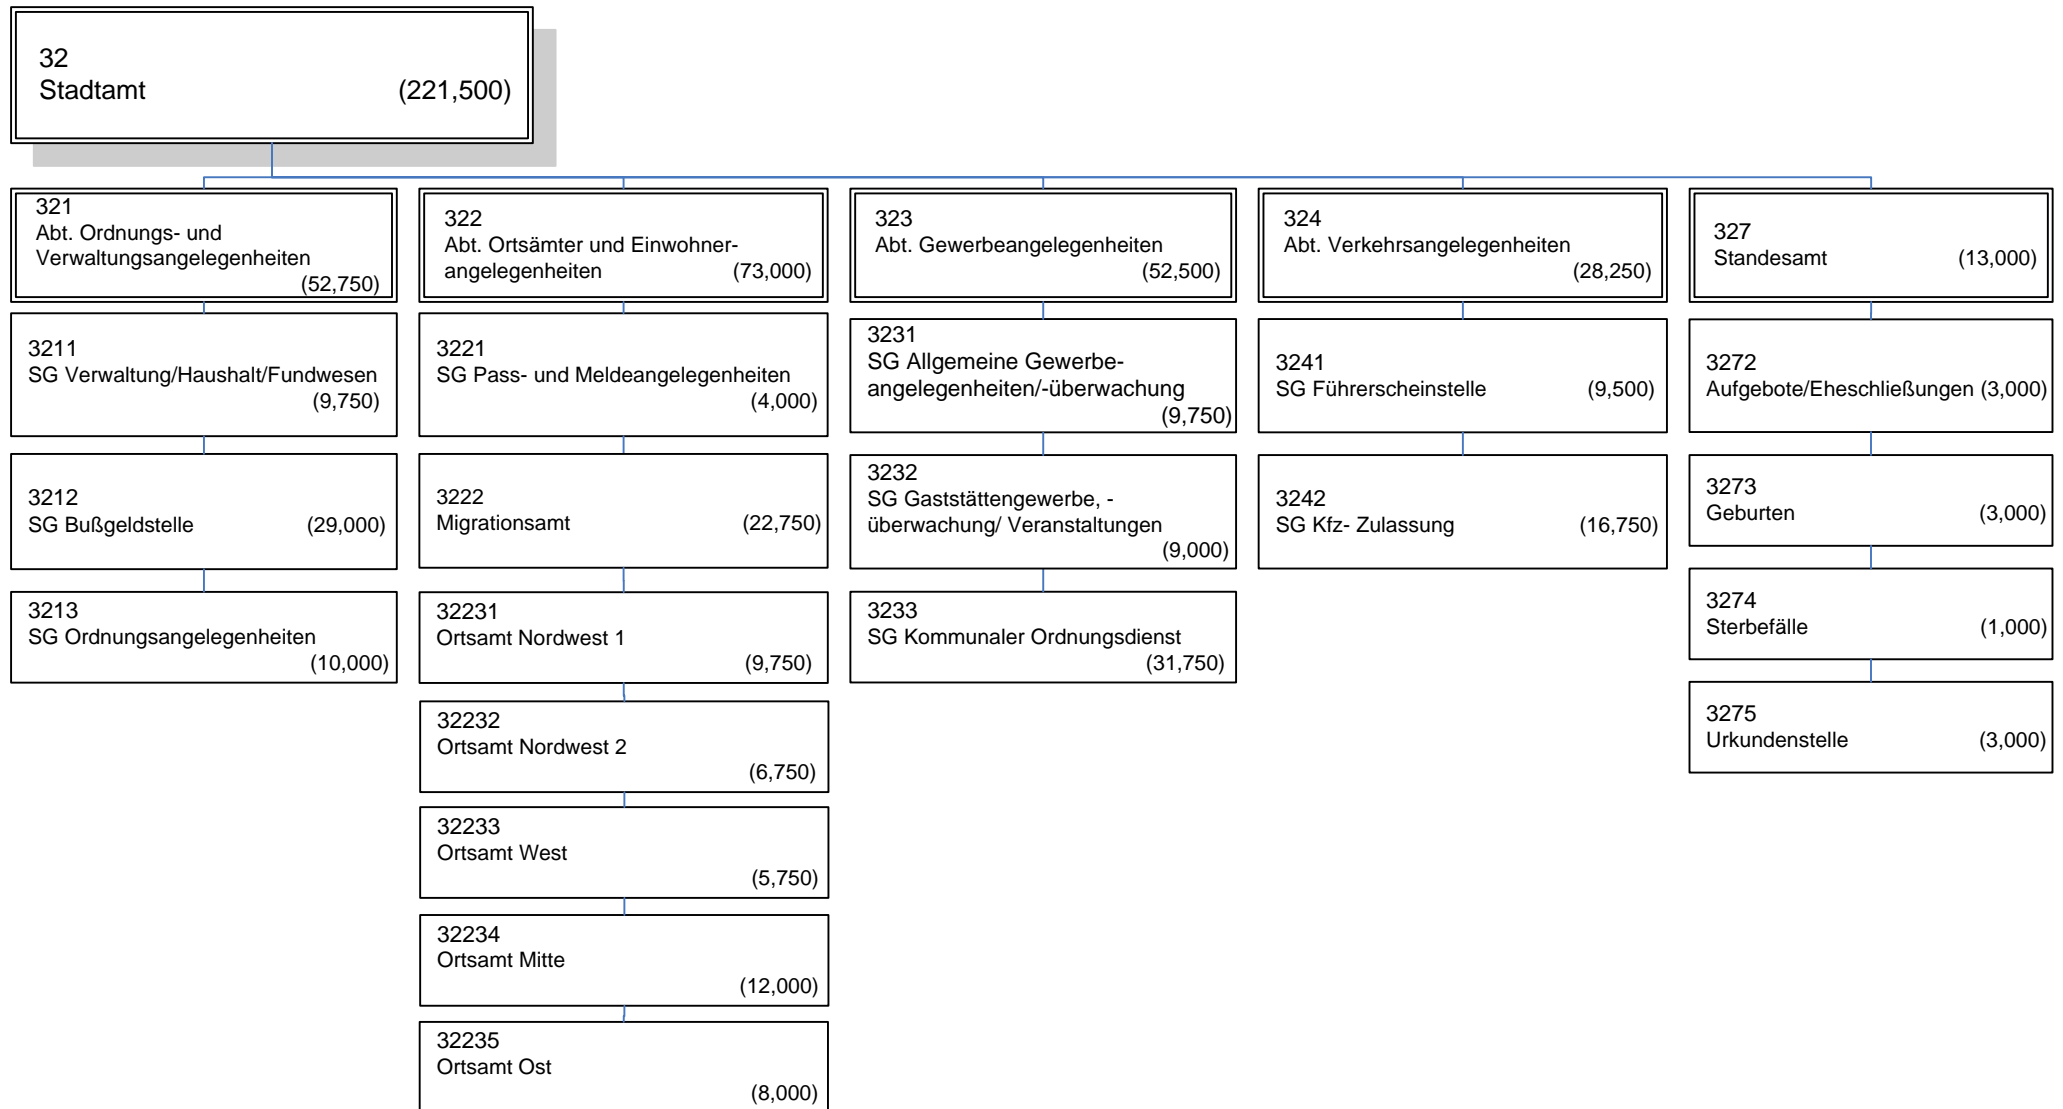 32
Stadtamt (221,500)
321
Abt. Ordnungs- und
Verwaltungsangelegenheiten
(52,750)
3211
SG Verwaltung/Haushalt/Fundwesen
(9,750)
3212
SG Bußgeldstelle (29,000)
3213
SG Ordnungsangelegenheiten
(10,000)
322
Abt. Ortsämter und Einwohner-
angelegenheiten (73,000)
3221
SG Pass- und Meldeangelegenheiten
(4,000)
3222
Migrationsamt (22,750)
32231
Ortsamt Nordwest 1
(9,750)
32232
Ortsamt Nordwest 2
(6,750)
32233
Ortsamt West
(5,750)
32234
Ortsamt Mitte
(12,000)
32235
Ortsamt Ost
(8,000)
323
Abt. Gewerbeangelegenheiten
(52,500)
3231
SG Allgemeine Gewerbe-
angelegenheiten/-überwachung
(9,750)
3232
SG Gaststättengewerbe, -
überwachung/ Veranstaltungen
(9,000)
3233
SG Kommunaler Ordnungsdienst
(31,750)
324
Abt. Verkehrsangelegenheiten
(28,250)
3241
SG Führerscheinstelle (9,500)
3242
SG Kfz- Zulassung (16,750)
327
Standesamt (13,000)
3272
Aufgebote/Eheschließungen (3,000)
3273
Geburten (3,000)
3274
Sterbefälle (1,000)
3275
Urkundenstelle (3,000)